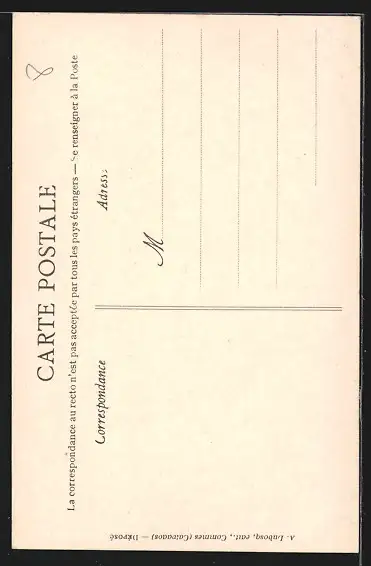 8
CARTE POSTALE
La correspondance au recto n'est pas acceptée par tous les pays étrangers — Se renseigner à la Poste
Correspondance
Adresse
M
A. Dubosq, édit., Commes (Calvados) — Déposé